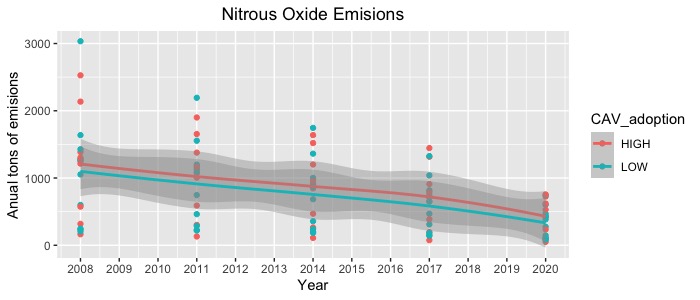 Nitrous Oxide Emisions
Anual tons of emisions
3000
2000
1000
0
2008 2009 2010 2011 2012 2013 2014 2015 2016 2017 2018 2019 2020
Year
CAV_adoption
HIGH
LOW